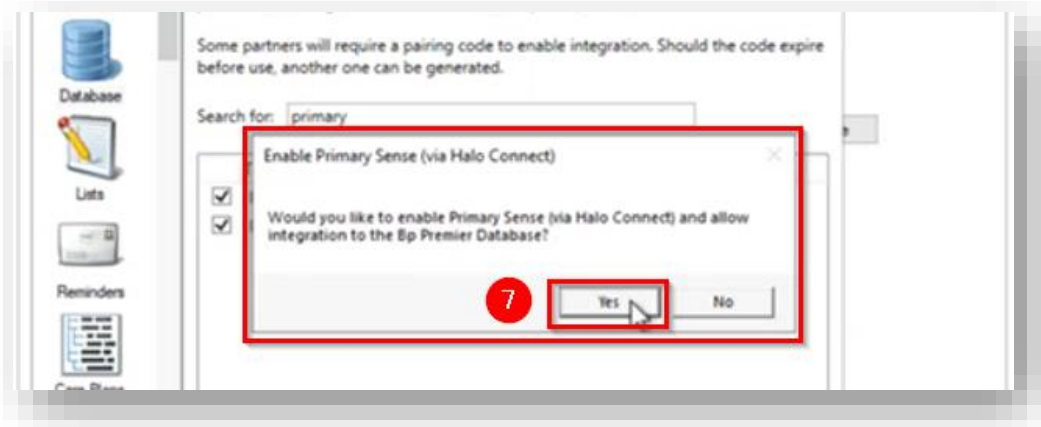 Some partners will require a pairing code to enable integration. Should the code expire
before use, another one can be generated.
Database
Search for: primary
Enable Primary Sense (via Halo Connect)
Lists
Would you like to enable Primary Sense (via Halo Connect) and allow
integration to the Bp Premier Database?
Reminders
7
Yes
No
Care Plans